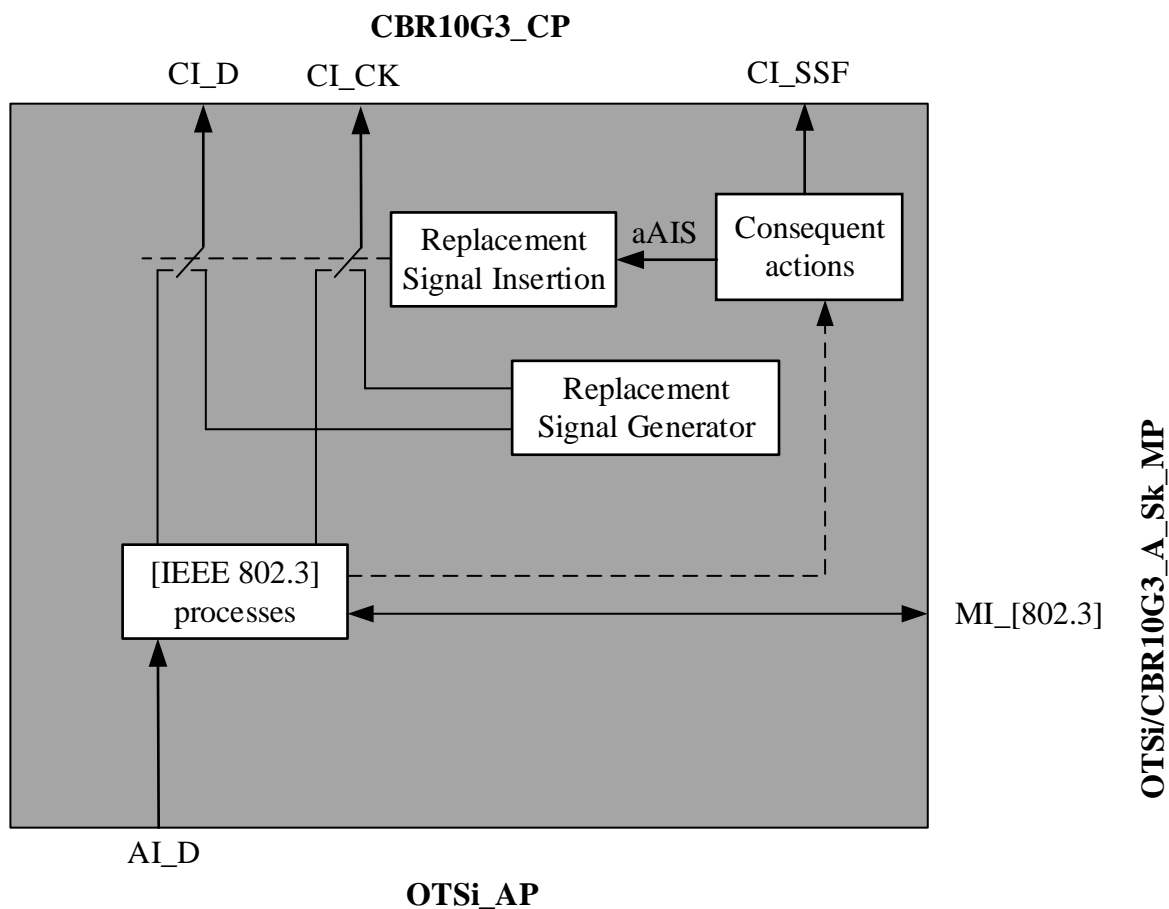 CBR10G3_CP
CI_D
CI_CK
CI_SSF
Replacement
Signal Insertion
aAIS
Consequent
actions
Replacement
Signal Generator
[IEEE 802.3]
processes
MI_[802.3]
OTSi/CBR10G3_A_Sk_MP
AI_D
OTSi_AP